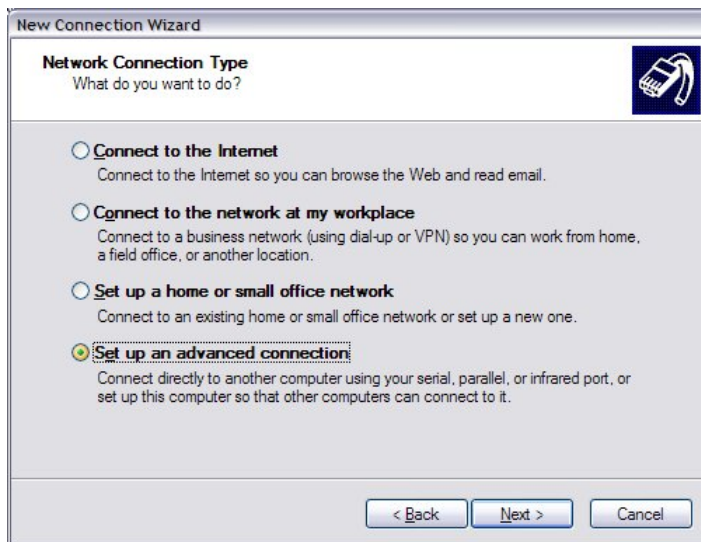 New Connection Wizard
Network Connection Type
What do you want to do?
Connect to the Internet
Connect to the Internet so you can browse the Web and read email.
Connect to the network at my workplace
Connect to a business network (using dial-up or VPN) so you can work from home,
a field office, or another location.
Set up a home or small office network
Connect to an existing home or small office network or set up a new one.
Set up an advanced connection
Connect directly to another computer using your serial, parallel, or infrared port, or
set up this computer so that other computers can connect to it.
< Back Next > Cancel